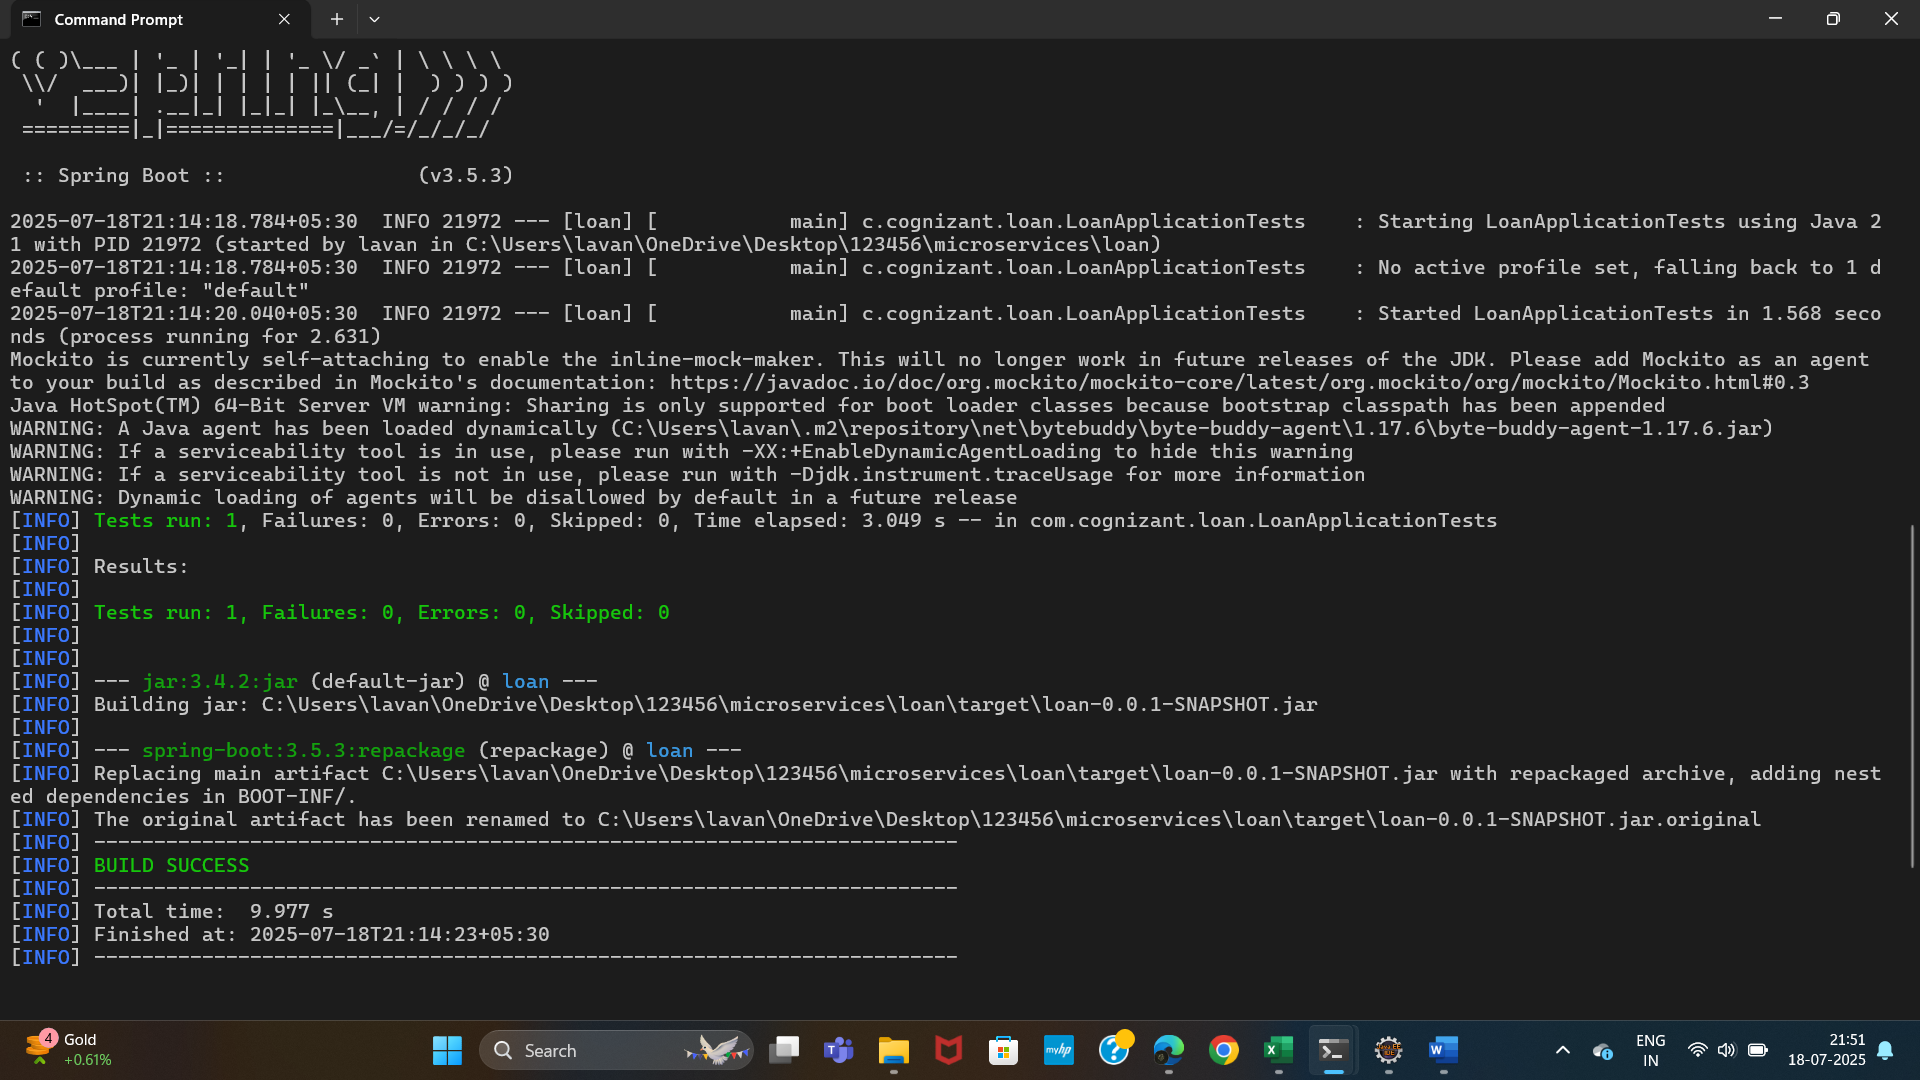 Command Prompt
( ( )\___ | '_ | '_| | '_ \/ _` | \ \ \ \
 \\/  ___)| |_)| | | | | || (_| |  ) ) ) )
  '  |____| .__|_| |_|_| |_\__, | / / / /
 =========|_|==============|___/=/_/_/_/
 :: Spring Boot ::                (v3.5.3)
2025-07-18T21:14:18.784+05:30  INFO 21972 --- [loan] [           main] c.cognizant.loan.LoanApplicationTests    : Starting LoanApplicationTests using Java 2
1 with PID 21972 (started by lavan in C:\Users\lavan\OneDrive\Desktop\123456\microservices\loan)
2025-07-18T21:14:18.784+05:30  INFO 21972 --- [loan] [           main] c.cognizant.loan.LoanApplicationTests    : No active profile set, falling back to 1 d
efault profile: "default"
2025-07-18T21:14:20.040+05:30  INFO 21972 --- [loan] [           main] c.cognizant.loan.LoanApplicationTests    : Started LoanApplicationTests in 1.568 seco
nds (process running for 2.631)
Mockito is currently self-attaching to enable the inline-mock-maker. This will no longer work in future releases of the JDK. Please add Mockito as an agent
to your build as described in Mockito's documentation: https://javadoc.io/doc/org.mockito/mockito-core/latest/org.mockito/org/mockito/Mockito.html#0.3
Java HotSpot(TM) 64-Bit Server VM warning: Sharing is only supported for boot loader classes because bootstrap classpath has been appended
WARNING: A Java agent has been loaded dynamically (C:\Users\lavan\.m2\repository\net\bytebuddy\byte-buddy-agent\1.17.6\byte-buddy-agent-1.17.6.jar)
WARNING: If a serviceability tool is in use, please run with -XX:+EnableDynamicAgentLoading to hide this warning
WARNING: If a serviceability tool is not in use, please run with -Djdk.instrument.traceUsage for more information
WARNING: Dynamic loading of agents will be disallowed by default in a future release
[INFO] Tests run: 1, Failures: 0, Errors: 0, Skipped: 0, Time elapsed: 3.049 s -- in com.cognizant.loan.LoanApplicationTests
[INFO]
[INFO] Results:
[INFO]
[INFO] Tests run: 1, Failures: 0, Errors: 0, Skipped: 0
[INFO]
[INFO]
[INFO] --- jar:3.4.2:jar (default-jar) @ loan ---
[INFO] Building jar: C:\Users\lavan\OneDrive\Desktop\123456\microservices\loan\target\loan-0.0.1-SNAPSHOT.jar
[INFO]
[INFO] --- spring-boot:3.5.3:repackage (repackage) @ loan ---
[INFO] Replacing main artifact C:\Users\lavan\OneDrive\Desktop\123456\microservices\loan\target\loan-0.0.1-SNAPSHOT.jar with repackaged archive, adding nest
ed dependencies in BOOT-INF/.
[INFO] The original artifact has been renamed to C:\Users\lavan\OneDrive\Desktop\123456\microservices\loan\target\loan-0.0.1-SNAPSHOT.jar.original
[INFO] ------------------------------------------------------------------------
[INFO] BUILD SUCCESS
[INFO] ------------------------------------------------------------------------
[INFO] Total time:  9.977 s
[INFO] Finished at: 2025-07-18T21:14:23+05:30
[INFO] ------------------------------------------------------------------------
4
Gold
+0.61%
Search
T
myhp
?
X
W
ENG
IN
21:51
18-07-2025